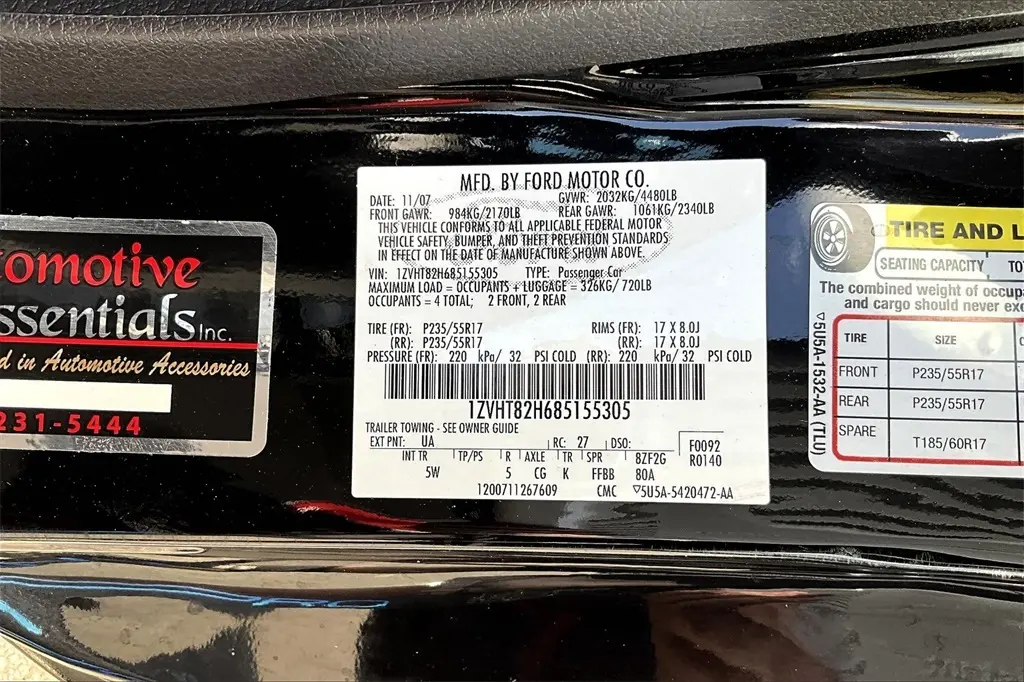 omotive
ssentials Inc.
d in Automotive Accessories
231-5444
MFD. BY FORD MOTOR CO.
DATE: 11/07 GVWR: 2032KG/4480LB
FRONT GAWR: 984KG/2170LB REAR GAWR: 1061KG/2340LB
THIS VEHICLE CONFORMS TO ALL APPLICABLE FEDERAL MOTOR
VEHICLE SAFETY, BUMPER, AND THEFT PREVENTION STANDARDS
IN EFFECT ON THE DATE OF MANUFACTURE SHOWN ABOVE.
VIN: 1ZVHT82H685155305 TYPE: Passenger Car
MAXIMUM LOAD = OCCUPANTS + LUGGAGE = 326KG/720LB
OCCUPANTS = 4 TOTAL; 2 FRONT, 2 REAR
TIRE (FR): P235/55R17 RIMS (FR): 17 X 8.0J
(RR): P235/55R17 (RR): 17 X 8.0J
PRESSURE (FR): 220 kPa/ 32 PSI COLD (RR): 220 kPa/ 32 PSI COLD
1ZVHT82H685155305
TRAILER TOWING - SEE OWNER GUIDE
EXT PNT: UA RC: 27 DSO: F0092
INT TR TP/PS R AXLE TR SPR 8ZF2G R0140
5W 5 CG K FFBB 80A
1200711267609 CMC ▽5U5A-5420472-AA
TIRE AND L
SEATING CAPACITY TO
The combined weight of occupa
and cargo should never exc
▽5U5A-1532-AA (TLU)
TIRE SIZE
FRONT P235/55R17
REAR P235/55R17
SPARE T185/60R17